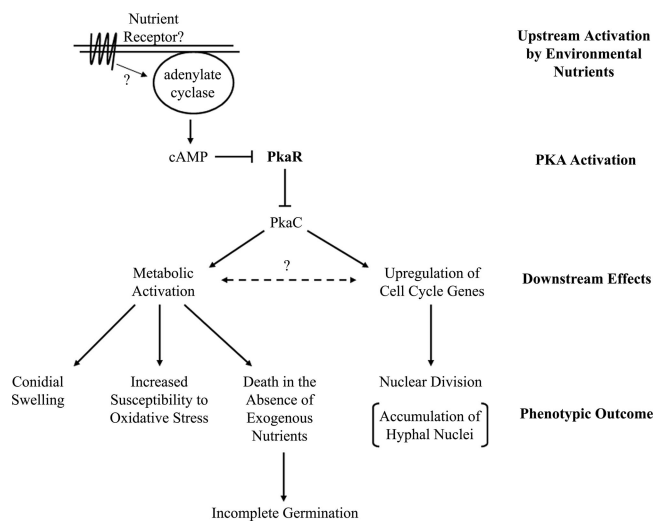 Nutrient
Receptor?
Upstream Activation
by Environmental
Nutrients
?
adenylate
cyclase
cAMP
PkaR
PKA Activation
PkaC
Metabolic
Activation
?
Upregulation of
Cell Cycle Genes
Downstream Effects
Conidial
Swelling
Increased
Susceptibility to
Oxidative Stress
Death in the
Absence of
Exogenous
Nutrients
Nuclear Division
Accumulation of
Hyphal Nuclei
Phenotypic Outcome
Incomplete Germination